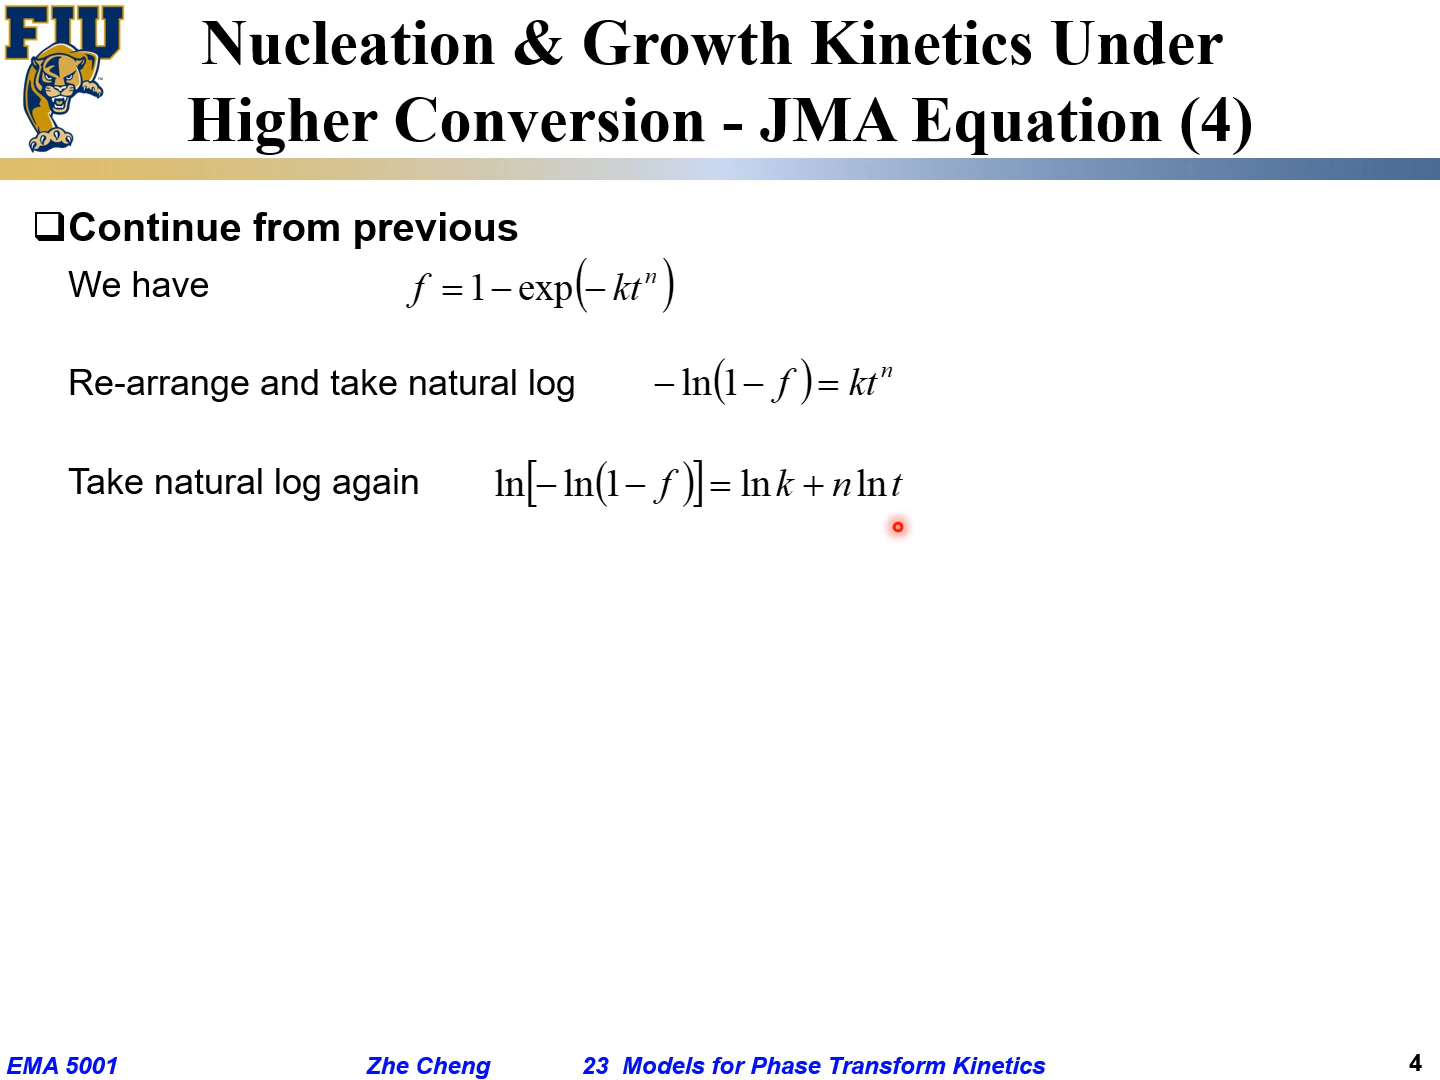 FIU
Nucleation & Growth Kinetics Under
Higher Conversion - JMA Equation (4)
Continue from previous
We have f = 1 − exp(− ktⁿ)
Re-arrange and take natural log − ln(1 − f) = ktⁿ
Take natural log again ln[− ln(1 − f)] = ln k + n ln t
EMA 5001 Zhe Cheng 23 Models for Phase Transform Kinetics 4